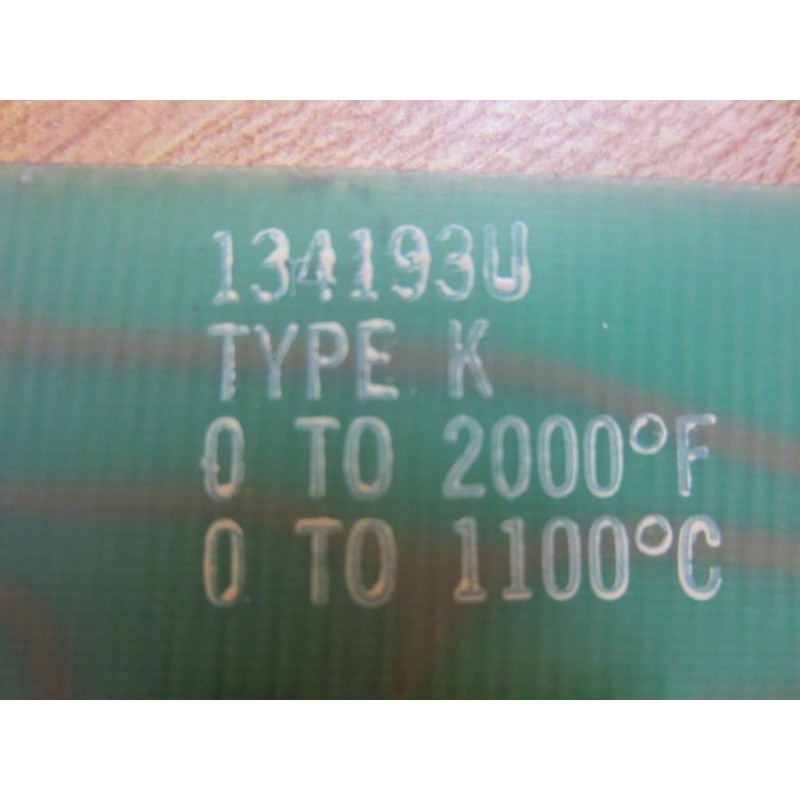 134193U
TYPE K
0 TO 2000°F
0 TO 1100°C